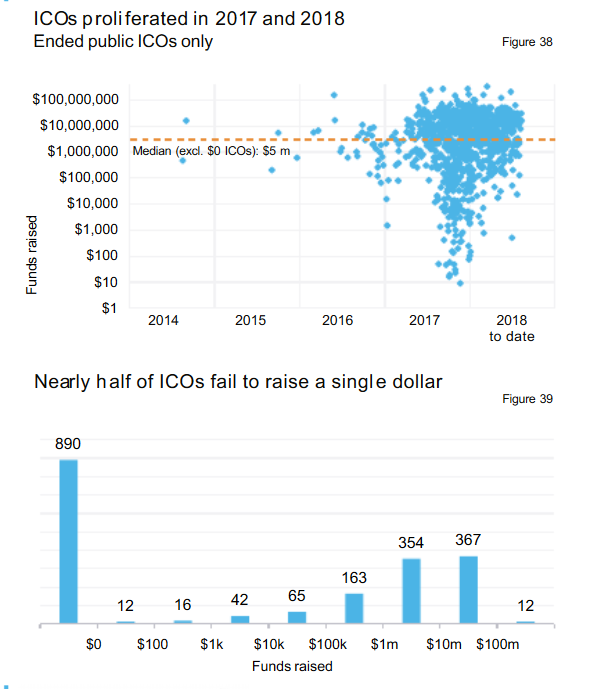 ICOs proliferated in 2017 and 2018
Ended public ICOs only
Figure 38
$100,000,000
$10,000,000
Median (excl. $0 ICOs): $5 m
$1,000,000
$100,000
$10,000
$1,000
$100
$10
$1
Funds raised
2014 2015 2016 2017 2018
to date
Nearly half of ICOs fail to raise a single dollar
Figure 39
890
12 16 42 65 163 354 367 12
$0 $100 $1k $10k $100k $1m $10m $100m
Funds raised